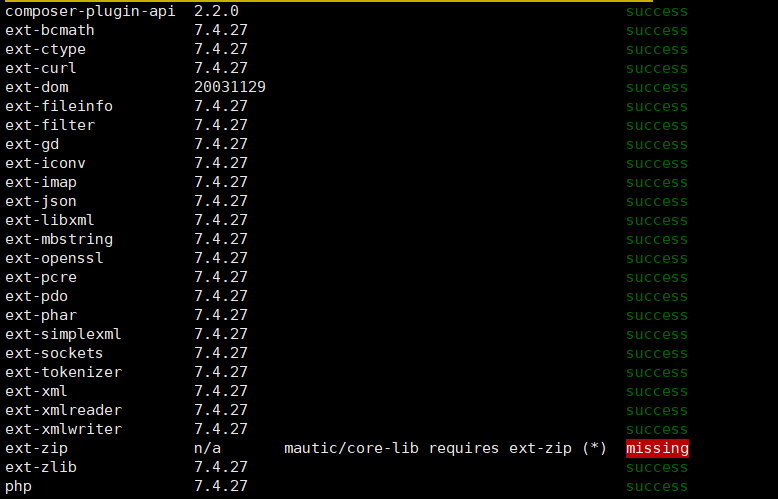 composer-plugin-api 2.2.0 success
ext-bcmath 7.4.27 success
ext-ctype 7.4.27 success
ext-curl 7.4.27 success
ext-dom 20031129 success
ext-fileinfo 7.4.27 success
ext-filter 7.4.27 success
ext-gd 7.4.27 success
ext-iconv 7.4.27 success
ext-imap 7.4.27 success
ext-json 7.4.27 success
ext-libxml 7.4.27 success
ext-mbstring 7.4.27 success
ext-openssl 7.4.27 success
ext-pcre 7.4.27 success
ext-pdo 7.4.27 success
ext-phar 7.4.27 success
ext-simplexml 7.4.27 success
ext-sockets 7.4.27 success
ext-tokenizer 7.4.27 success
ext-xml 7.4.27 success
ext-xmlreader 7.4.27 success
ext-xmlwriter 7.4.27 success
ext-zip n/a mautic/core-lib requires ext-zip (*) missing
ext-zlib 7.4.27 success
php 7.4.27 success